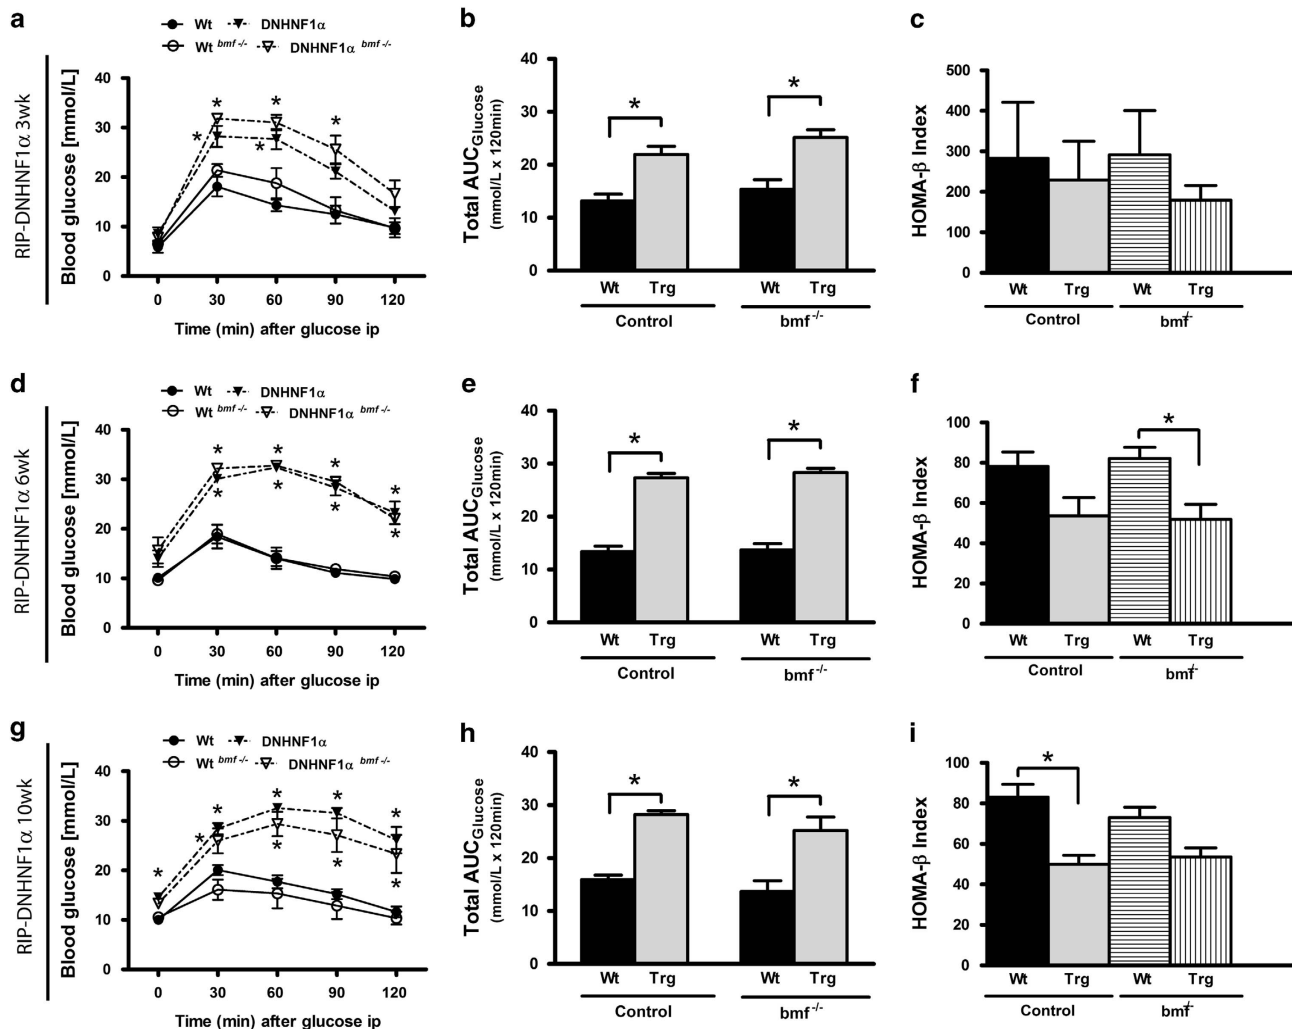 a
Wt DNHNF1α
Wt bmf -/- DNHNF1α bmf -/-
RIP-DNHNF1α 3wk
Blood glucose [mmol/L]
40
30
20
10
0
* * * * *
0 30 60 90 120
Time (min) after glucose ip
b
Total AUC Glucose
(mmol/L x 120min)
40
30
20
10
0
* *
Wt Trg Wt Trg
Control bmf -/-
c
HOMA-β Index
500
400
300
200
100
0
Wt Trg Wt Trg
Control bmf -/-
d
Wt DNHNF1α
Wt bmf -/- DNHNF1α bmf -/-
RIP-DNHNF1α 6wk
Blood glucose [mmol/L]
40
30
20
10
0
* * * *
* * * *
0 30 60 90 120
Time (min) after glucose ip
e
Total AUC Glucose
(mmol/L x 120min)
40
30
20
10
0
* *
Wt Trg Wt Trg
Control bmf -/-
f
HOMA-β Index
100
80
60
40
20
0
*
Wt Trg Wt Trg
Control bmf -/-
g
Wt DNHNF1α
Wt bmf -/- DNHNF1α bmf -/-
RIP-DNHNF1α 10wk
Blood glucose [mmol/L]
40
30
20
10
0
* * * * *
* * * *
0 30 60 90 120
Time (min) after glucose ip
h
Total AUC Glucose
(mmol/L x 120min)
40
30
20
10
0
* *
Wt Trg Wt Trg
Control bmf -/-
i
HOMA-β Index
100
80
60
40
20
0
*
Wt Trg Wt Trg
Control bmf -/-